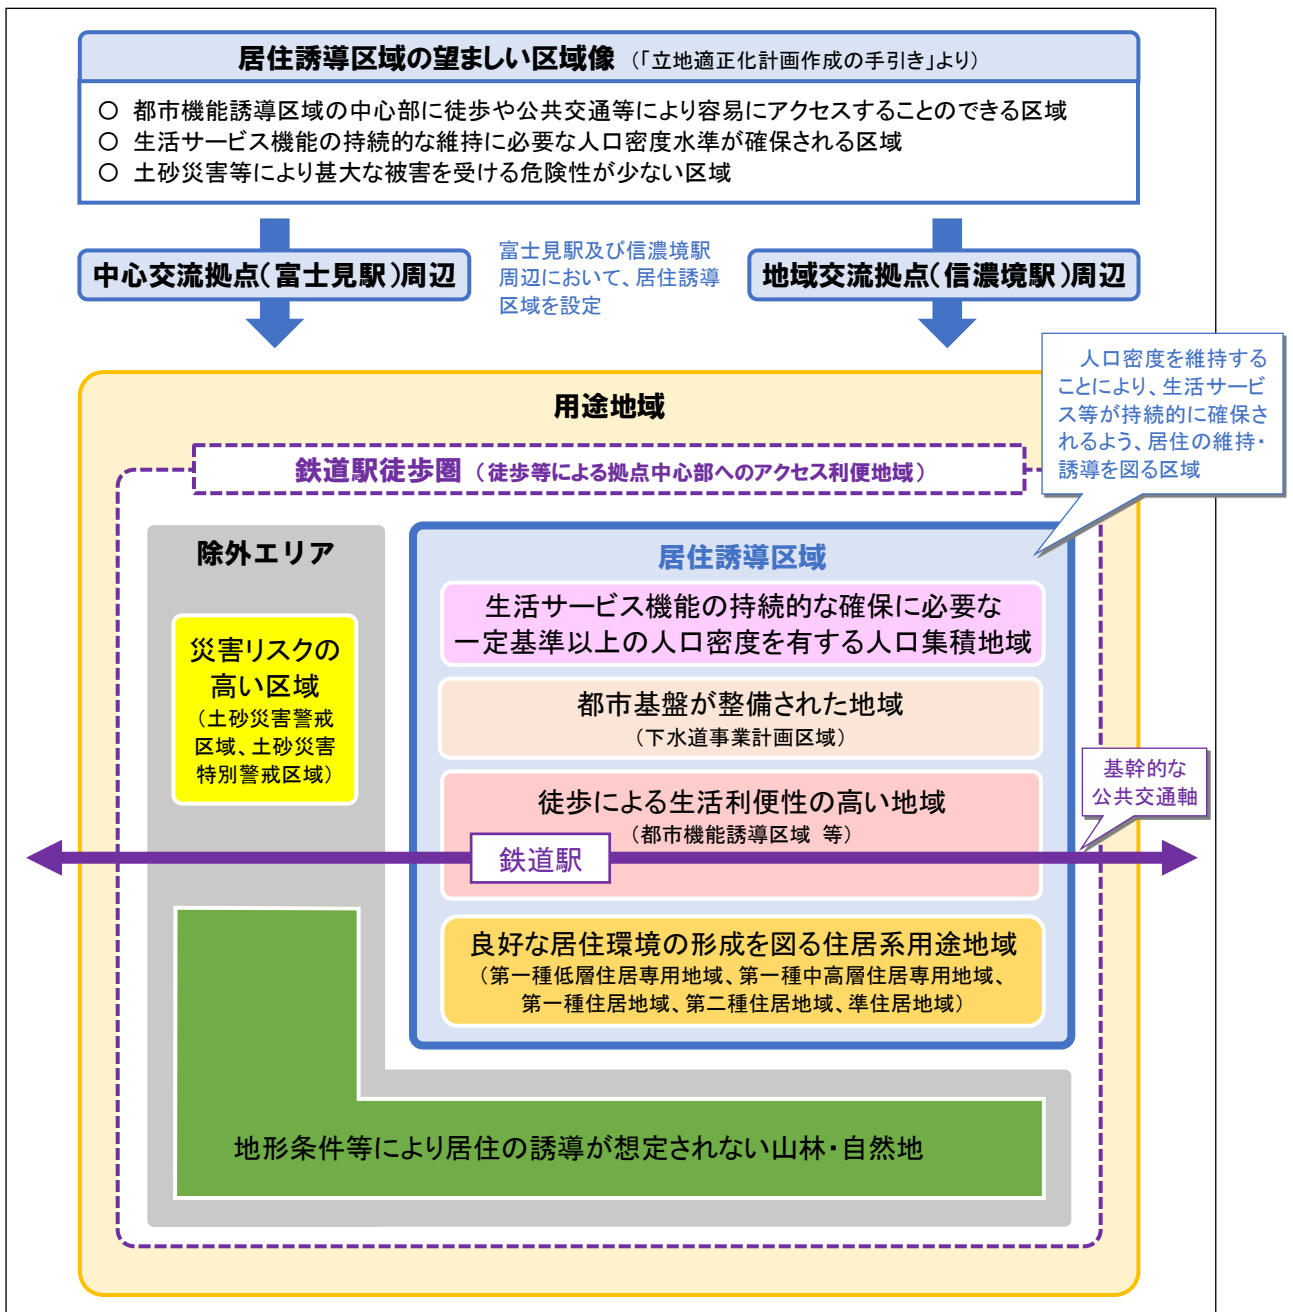 居住誘導区域の望ましい区域像（「立地適正化計画作成の手引き」より）
○ 都市機能誘導区域の中心部に徒歩や公共交通等により容易にアクセスすることのできる区域
○ 生活サービス機能の持続的な維持に必要な人口密度水準が確保される区域
○ 土砂災害等により甚大な被害を受ける危険性が少ない区域
中心交流拠点（富士見駅）周辺
富士見駅及び信濃境駅
周辺において、居住誘導
区域を設定
地域交流拠点（信濃境駅）周辺
人口密度を維持する
ことにより、生活サービ
ス等が持続的に確保さ
れるよう、居住の維持・
誘導を図る区域
用途地域
鉄道駅徒歩圏（徒歩等による拠点中心部へのアクセス利便地域）
除外エリア
災害リスクの
高い区域
（土砂災害警戒
区域、土砂災害
特別警戒区域）
居住誘導区域
生活サービス機能の持続的な確保に必要な
一定基準以上の人口密度を有する人口集積地域
都市基盤が整備された地域
（下水道事業計画区域）
徒歩による生活利便性の高い地域
（都市機能誘導区域 等）
基幹的な
公共交通軸
鉄道駅
良好な居住環境の形成を図る住居系用途地域
（第一種低層住居専用地域、第一種中高層住居専用地域、
第一種住居地域、第二種住居地域、準住居地域）
地形条件等により居住の誘導が想定されない山林・自然地